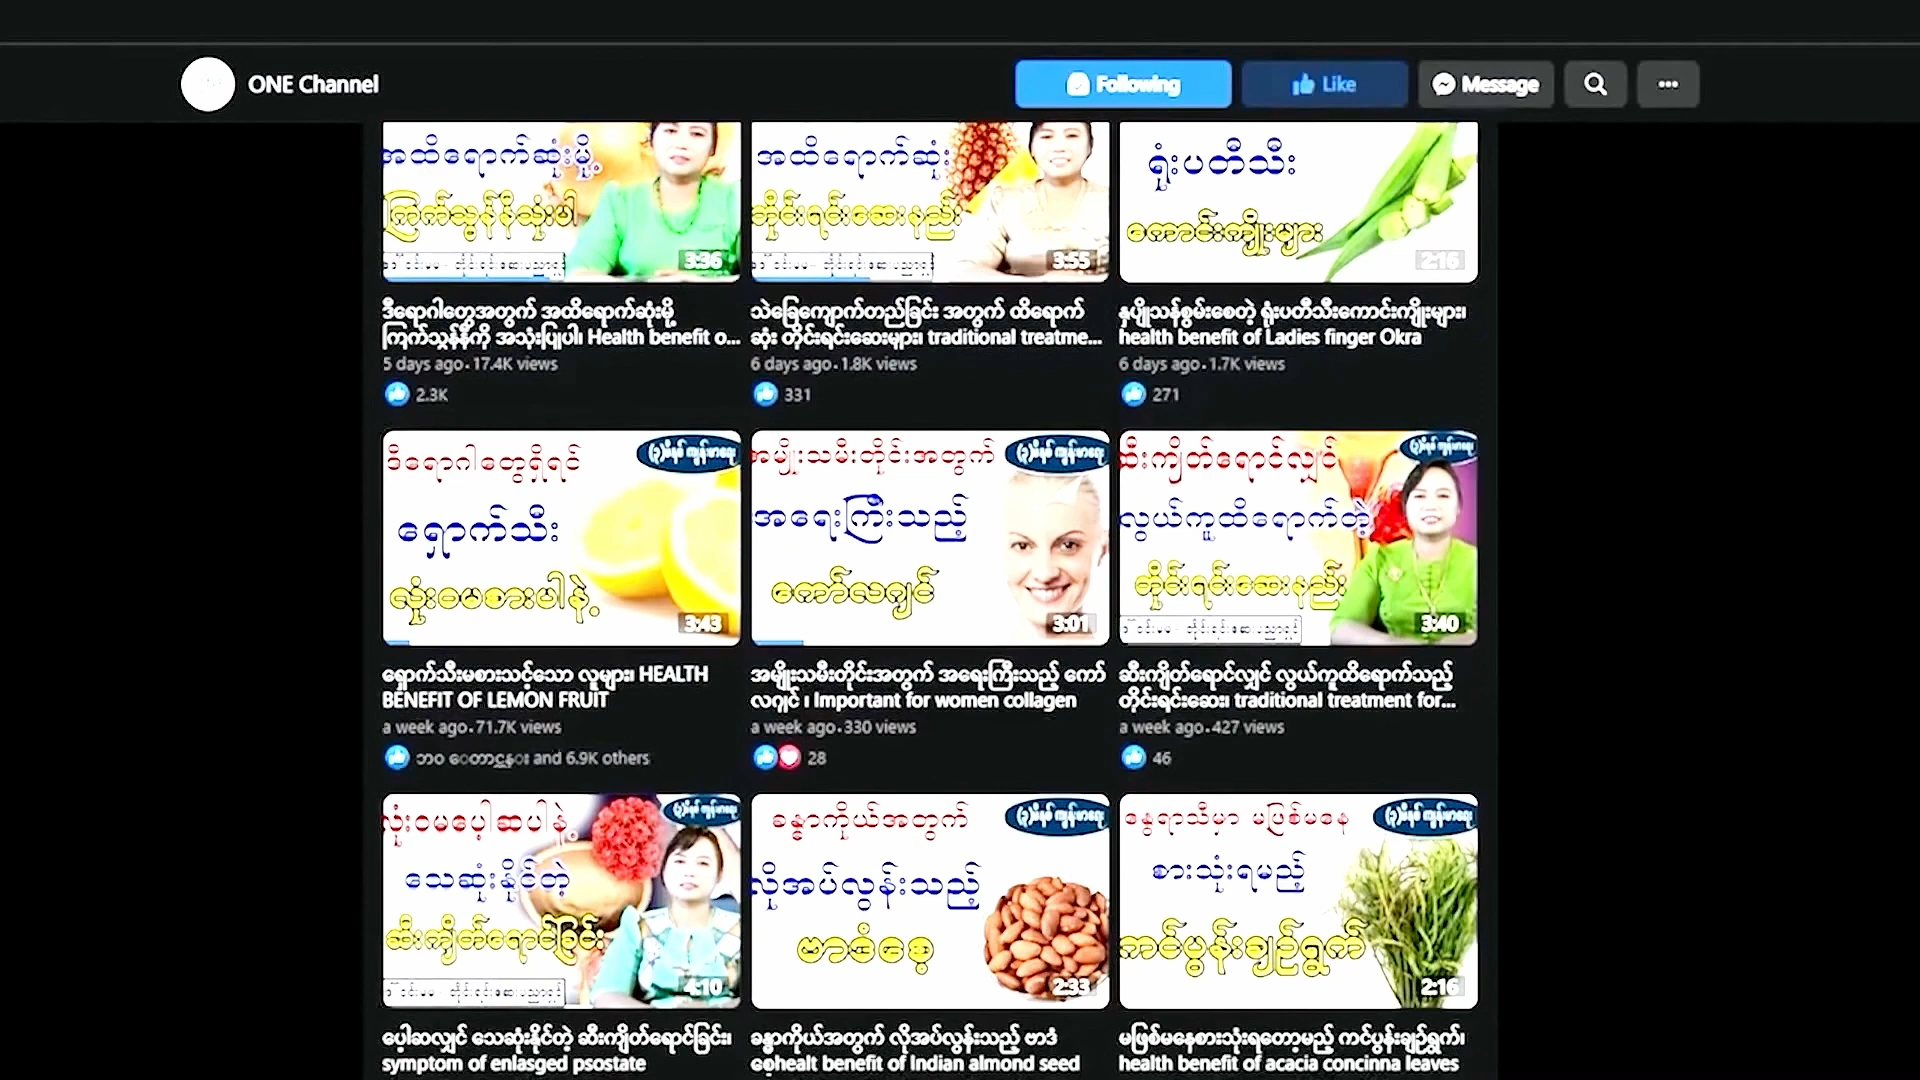 ONE Channel
Following
Like
Message
အထိရောက်ဆုံးမို့
ကြက်သွန်နီသုံးပါ
3:36
အထိရောက်ဆုံး
တိုင်းရင်းဆေးနည်း
3:55
ရုံးပတီသီး
ကောင်းကျိုးများ
2:16
ဒီရောဂါတွေအတွက် အထိရောက်ဆုံးမို့
ကြက်သွန်နီကို အသုံးပြုပါ၊ Health benefit o...
5 days ago · 17.4K views
2.3K
သဲခြေကျောက်တည်ခြင်း အတွက် ထိရောက်
ဆုံး တိုင်းရင်းဆေးများ၊ traditional treatme...
6 days ago · 1.8K views
331
နုပျိုသန်စွမ်းစေတဲ့ ရုံးပတီသီးကောင်းကျိုးများ၊
health benefit of Ladies finger Okra
6 days ago · 1.7K views
271
ဒီရောဂါတွေရှိရင်
ရှောက်သီး
လုံးဝမစားပါနဲ့
3:43
အမျိုးသမီးတိုင်းအတွက်
အရေးကြီးသည့်
ကော်လဂျင်
3:01
ဆီးကျိတ်ရောင်လျှင်
လွယ်ကူထိရောက်တဲ့
တိုင်းရင်းဆေးနည်း
3:40
ရှောက်သီးမစားသင့်သော လူများ၊ HEALTH
BENEFIT OF LEMON FRUIT
a week ago · 71.7K views
and 6.9K others
အမျိုးသမီးတိုင်းအတွက် အရေးကြီးသည့် ကော်
လဂျင် ၊ Important for women collagen
a week ago · 330 views
28
ဆီးကျိတ်ရောင်လျှင် လွယ်ကူထိရောက်သည့်
တိုင်းရင်းဆေး၊ traditional treatment for...
a week ago · 427 views
46
လုံးဝမပေါ့ဆပါနဲ့
သေဆုံးနိုင်တဲ့
ဆီးကျိတ်ရောင်ခြင်း
4:10
ခန္ဓာကိုယ်အတွက်
လိုအပ်လွန်းသည့်
ဗာဒံစေ့
2:33
နွေရာသီမှာ မဖြစ်မနေ
စားသုံးရမည့်
ကင်ပွန်းချဉ်ရွက်
2:16
ပေါ့ဆလျှင် သေဆုံးနိုင်တဲ့ ဆီးကျိတ်ရောင်ခြင်း၊
symptom of enlasged psostate
ခန္ဓာကိုယ်အတွက် လိုအပ်လွန်းသည့် ဗာဒံ
စေ့healt benefit of Indian almond seed
မဖြစ်မနေစားသုံးရတော့မည့် ကင်ပွန်းချဉ်ရွက်၊
health benefit of acacia concinna leaves